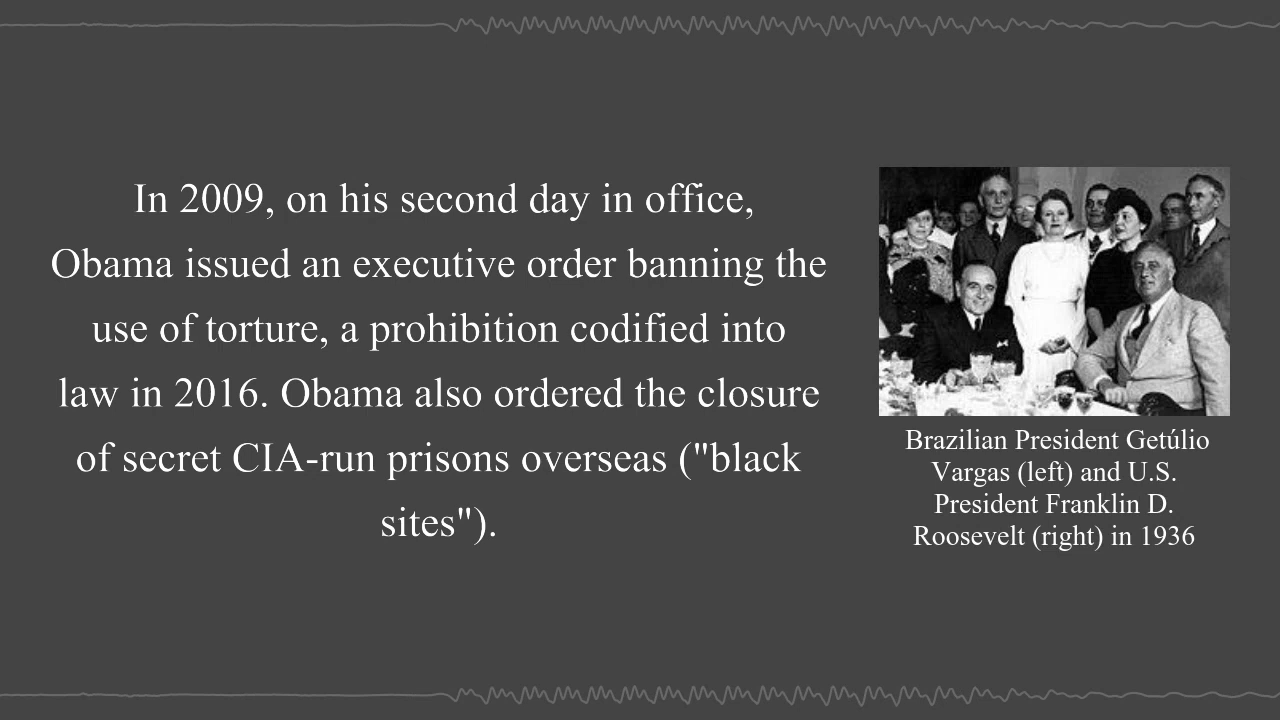 In 2009, on his second day in office,
Obama issued an executive order banning the
use of torture, a prohibition codified into
law in 2016. Obama also ordered the closure
of secret CIA-run prisons overseas ("black
sites").
Brazilian President Getúlio
Vargas (left) and U.S.
President Franklin D.
Roosevelt (right) in 1936